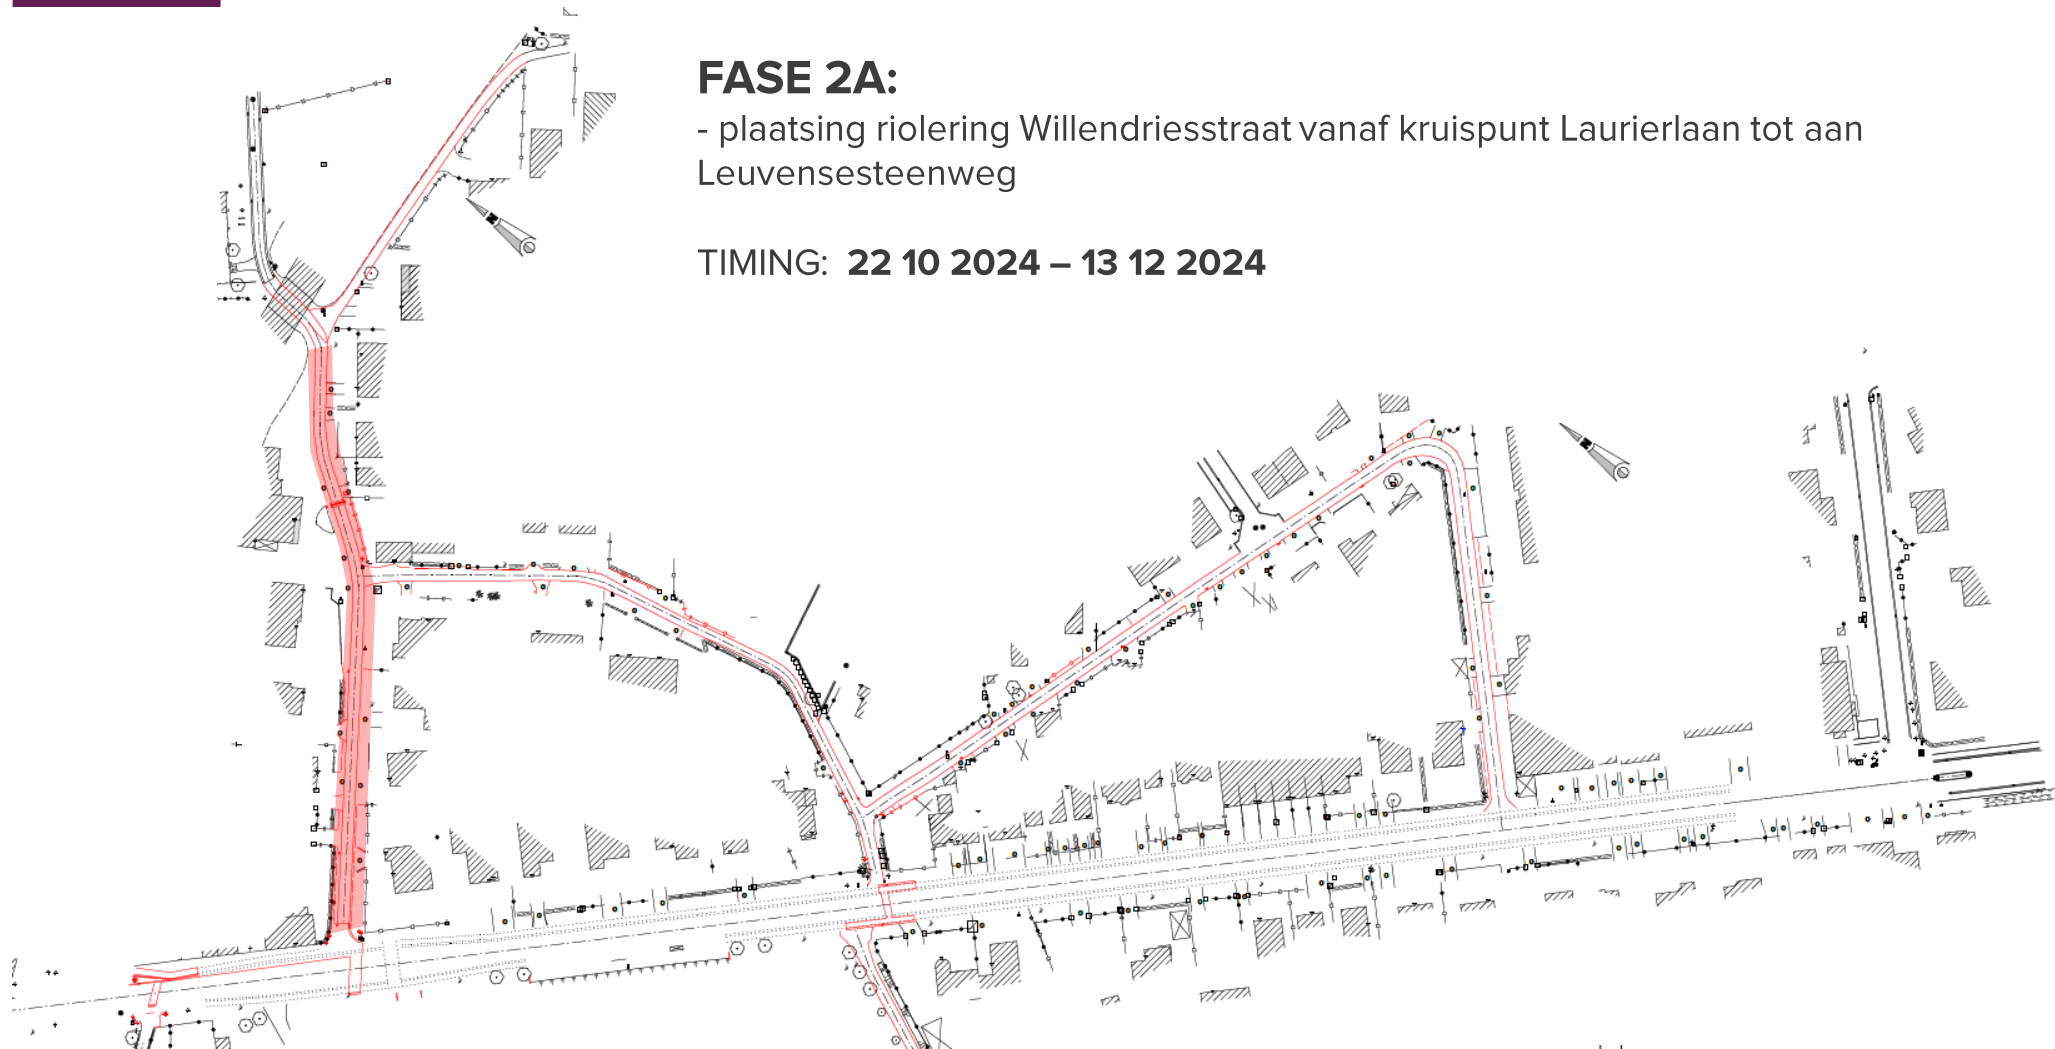 FASE 2A:
- plaatsing riolering Willendriesstraat vanaf kruispunt Laurierlaan tot aan
Leuvensesteenweg
TIMING: 22 10 2024 – 13 12 2024
N
N